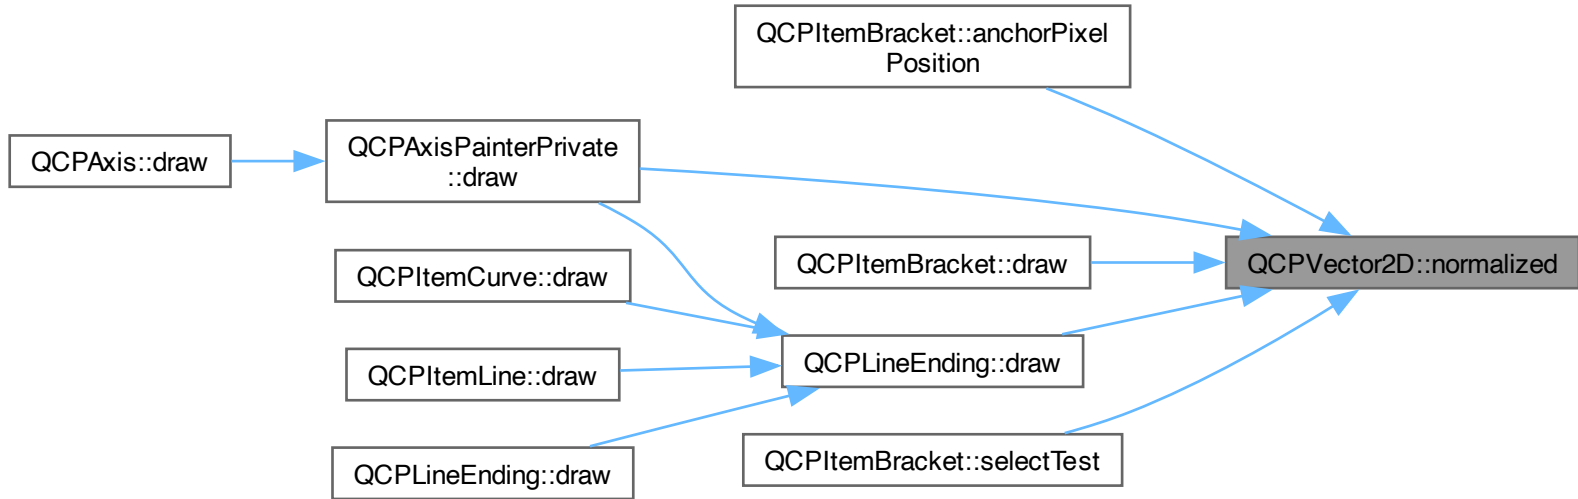 QCPItemBracket::anchorPixel
Position
QCPAxis::draw
QCPAxisPainterPrivate
::draw
QCPItemCurve::draw
QCPItemLine::draw
QCPLineEnding::draw
QCPItemBracket::draw
QCPLineEnding::draw
QCPItemBracket::selectTest
QCPVector2D::normalized